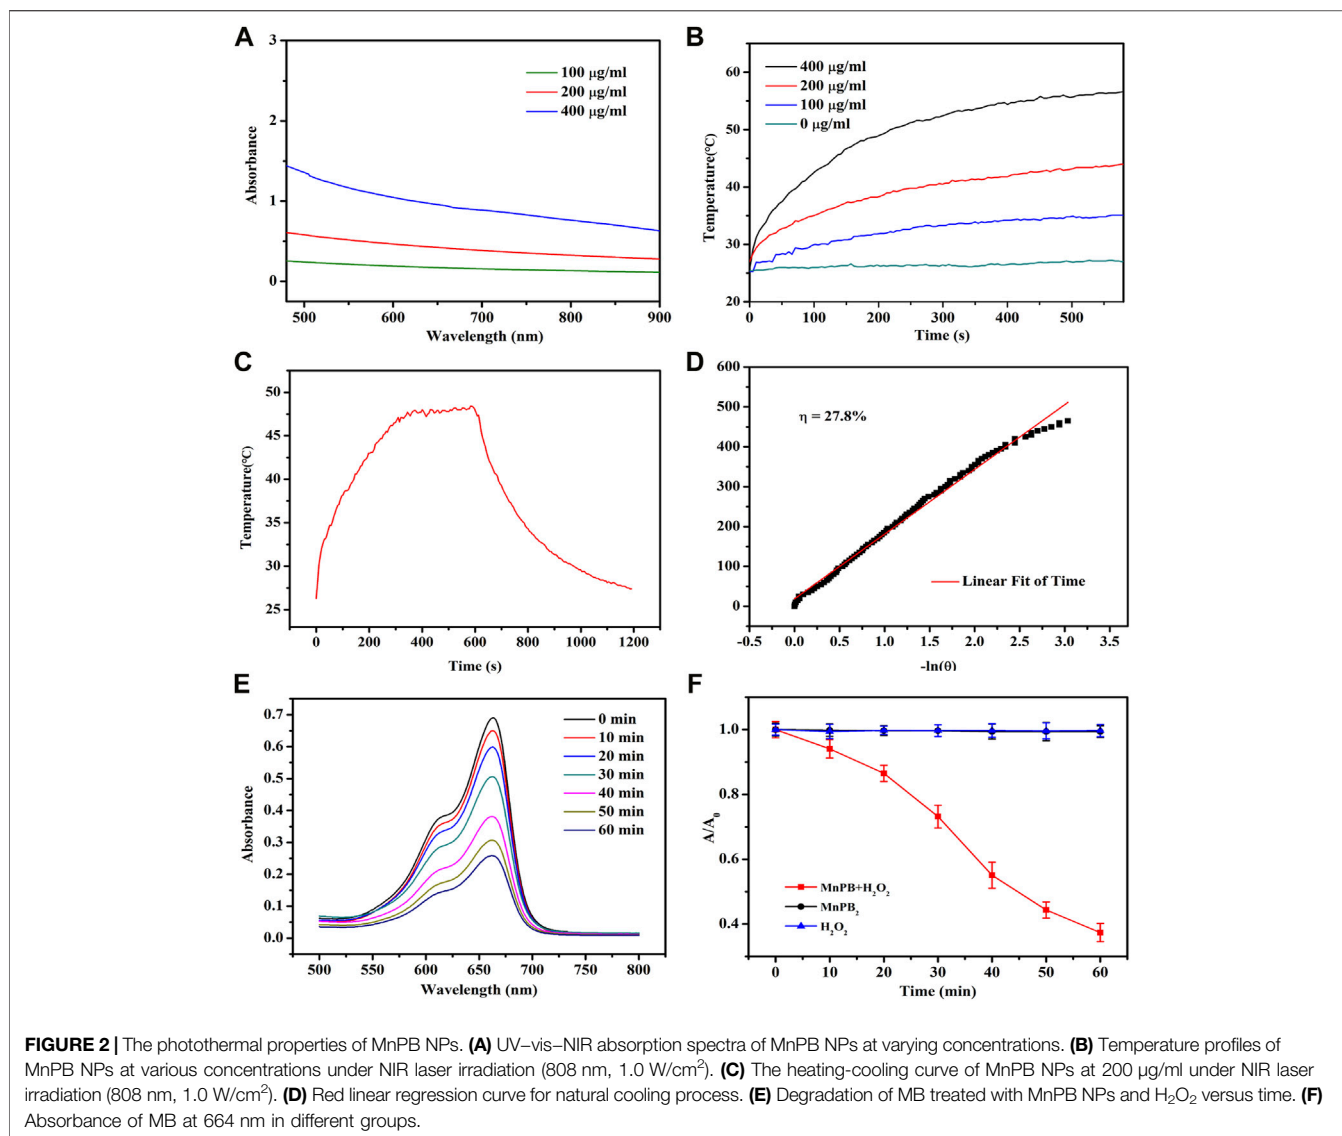 A
3
2
1
0
Absorbance
100 μg/ml
200 μg/ml
400 μg/ml
500 600 700 800 900
Wavelength (nm)
B
60
50
40
30
20
Temperature(°C)
400 μg/ml
200 μg/ml
100 μg/ml
0 μg/ml
0 100 200 300 400 500
Time (s)
C
50
45
40
35
30
25
Temperature(°C)
0 200 400 600 800 1000 1200
Time (s)
D
600
500
400
300
200
100
0
η = 27.8%
Linear Fit of Time
-0.5 0.0 0.5 1.0 1.5 2.0 2.5 3.0 3.5
-ln(θ)
E
0.7
0.6
0.5
0.4
0.3
0.2
0.1
0.0
Absorbance
0 min
10 min
20 min
30 min
40 min
50 min
60 min
500 550 600 650 700 750 800
Wavelength (nm)
F
1.0
0.8
0.6
0.4
A/A₀
MnPB+H₂O₂
MnPB₂
H₂O₂
0 10 20 30 40 50 60
Time (min)
FIGURE 2 | The photothermal properties of MnPB NPs. (A) UV–vis–NIR absorption spectra of MnPB NPs at varying concentrations. (B) Temperature profiles of
MnPB NPs at various concentrations under NIR laser irradiation (808 nm, 1.0 W/cm²). (C) The heating-cooling curve of MnPB NPs at 200 μg/ml under NIR laser
irradiation (808 nm, 1.0 W/cm²). (D) Red linear regression curve for natural cooling process. (E) Degradation of MB treated with MnPB NPs and H₂O₂ versus time. (F)
Absorbance of MB at 664 nm in different groups.